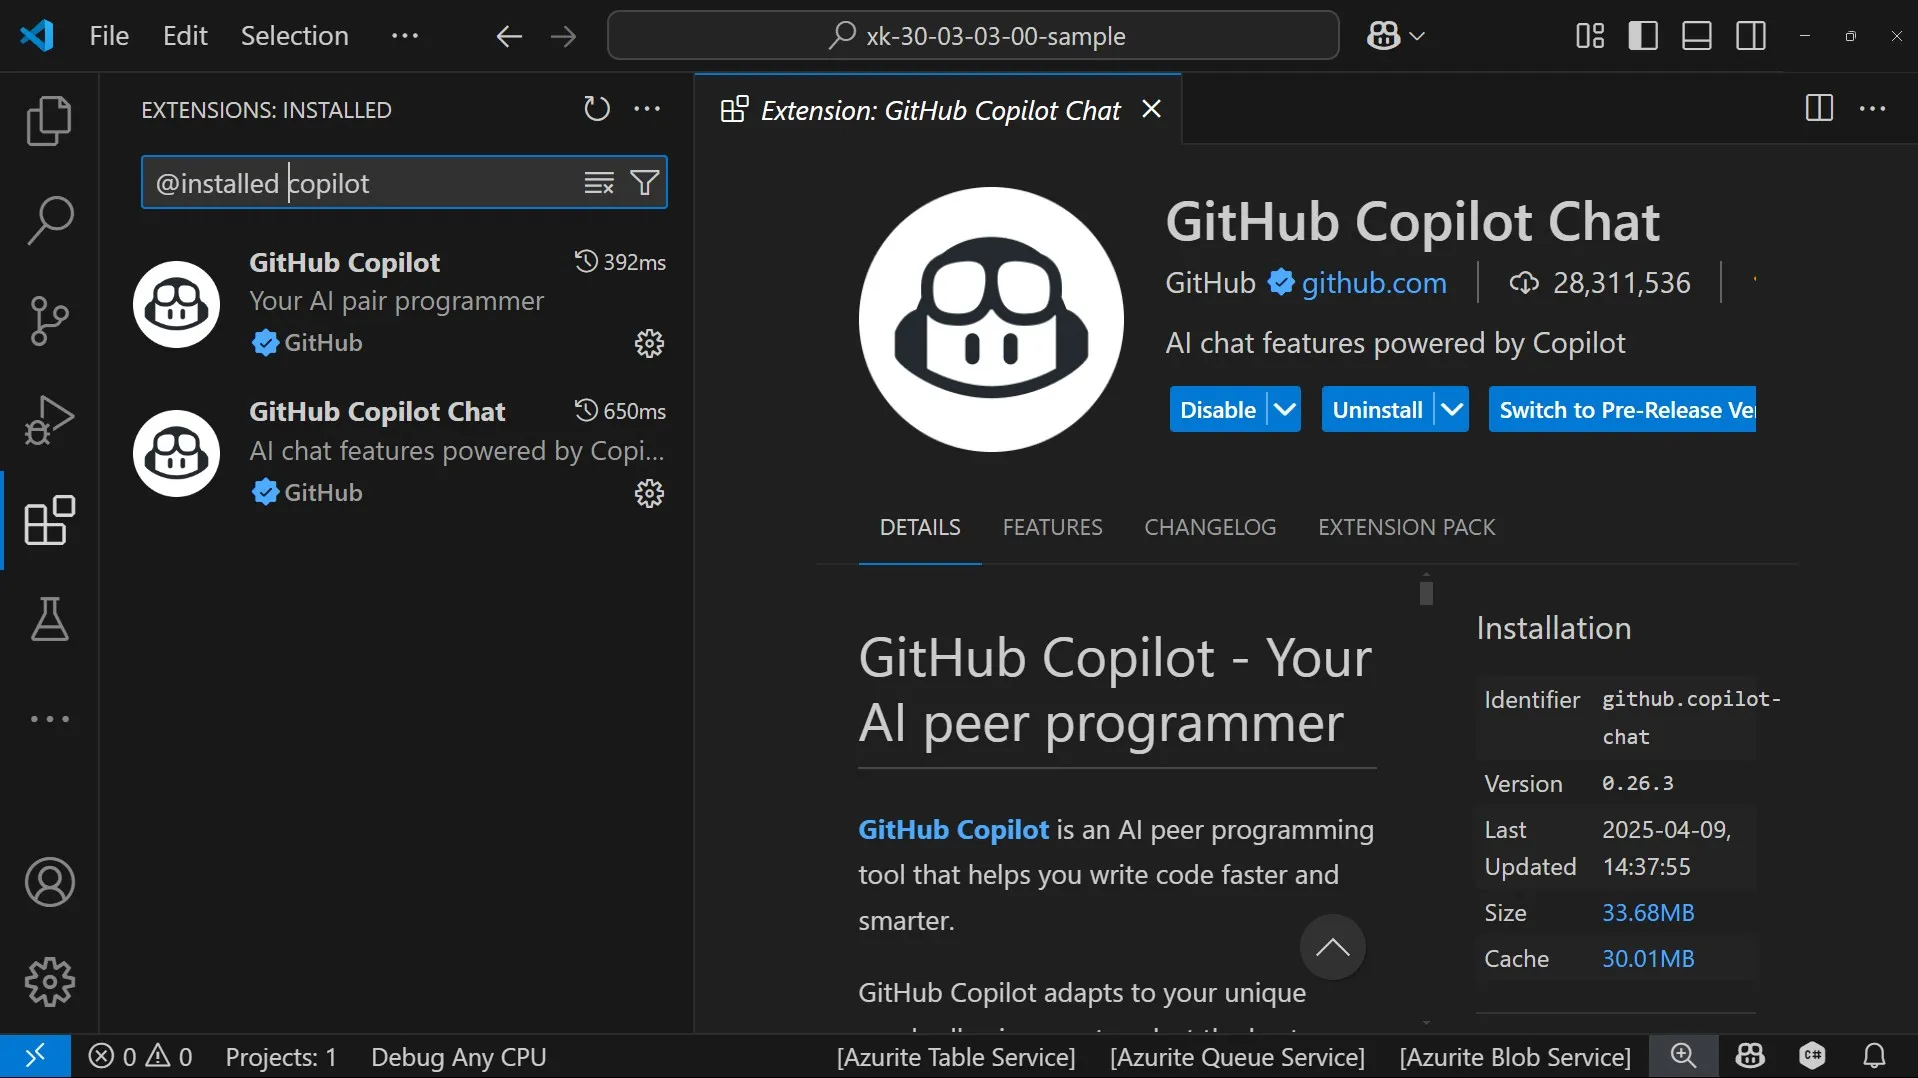 File Edit Selection ···
xk-30-03-03-00-sample
EXTENSIONS: INSTALLED
@installed copilot
GitHub Copilot
392ms
Your AI pair programmer
GitHub
GitHub Copilot Chat
650ms
AI chat features powered by Copi...
GitHub
Extension: GitHub Copilot Chat
GitHub Copilot Chat
GitHub github.com 28,311,536
AI chat features powered by Copilot
Disable Uninstall Switch to Pre-Release Ver
DETAILS FEATURES CHANGELOG EXTENSION PACK
GitHub Copilot - Your
AI peer programmer
GitHub Copilot is an AI peer programming
tool that helps you write code faster and
smarter.
GitHub Copilot adapts to your unique
Installation
Identifier github.copilot-
chat
Version 0.26.3
Last 2025-04-09,
Updated 14:37:55
Size 33.68MB
Cache 30.01MB
0 0 Projects: 1 Debug Any CPU [Azurite Table Service] [Azurite Queue Service] [Azurite Blob Service] C#